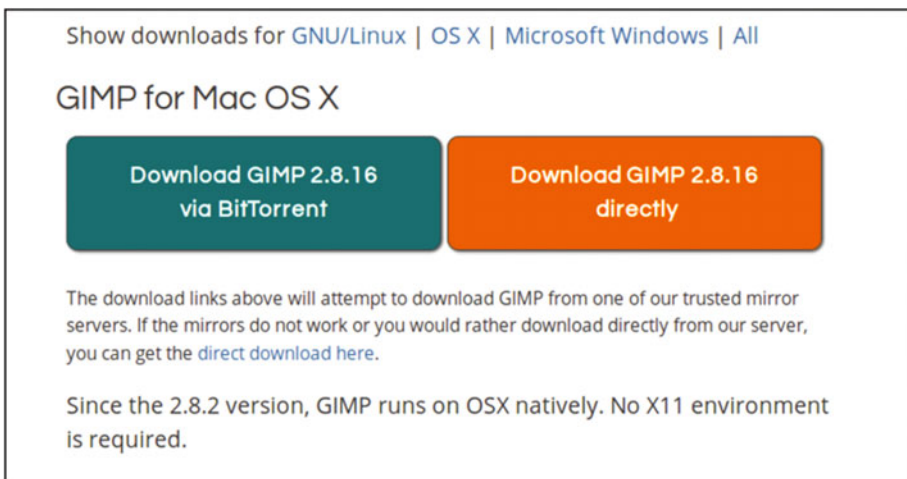 Show downloads for GNU/Linux | OS X | Microsoft Windows | All
GIMP for Mac OS X
Download GIMP 2.8.16
via BitTorrent
Download GIMP 2.8.16
directly
The download links above will attempt to download GIMP from one of our trusted mirror
servers. If the mirrors do not work or you would rather download directly from our server,
you can get the direct download here.
Since the 2.8.2 version, GIMP runs on OSX natively. No X11 environment
is required.